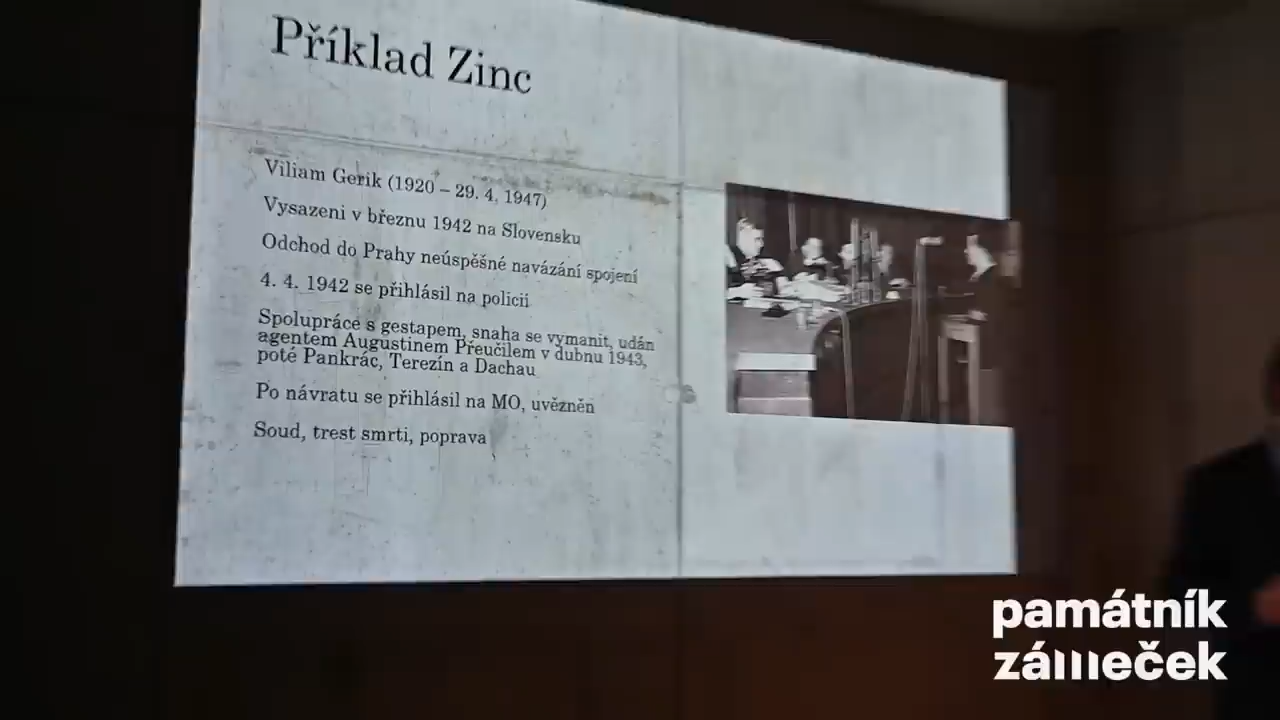 Příklad Zinc
Viliam Gerik (1920 – 29. 4. 1947)
Vysazeni v březnu 1942 na Slovensku
Odchod do Prahy neúspěšné navázání spojení
4. 4. 1942 se přihlásil na policii
Spolupráce s gestapem, snaha se vymanit, udán
agentem Augustinem Přeučilem v dubnu 1943,
poté Pankrác, Terezín a Dachau
Po návratu se přihlásil na MO, uvězněn
Soud, trest smrti, poprava
památník
zámeček